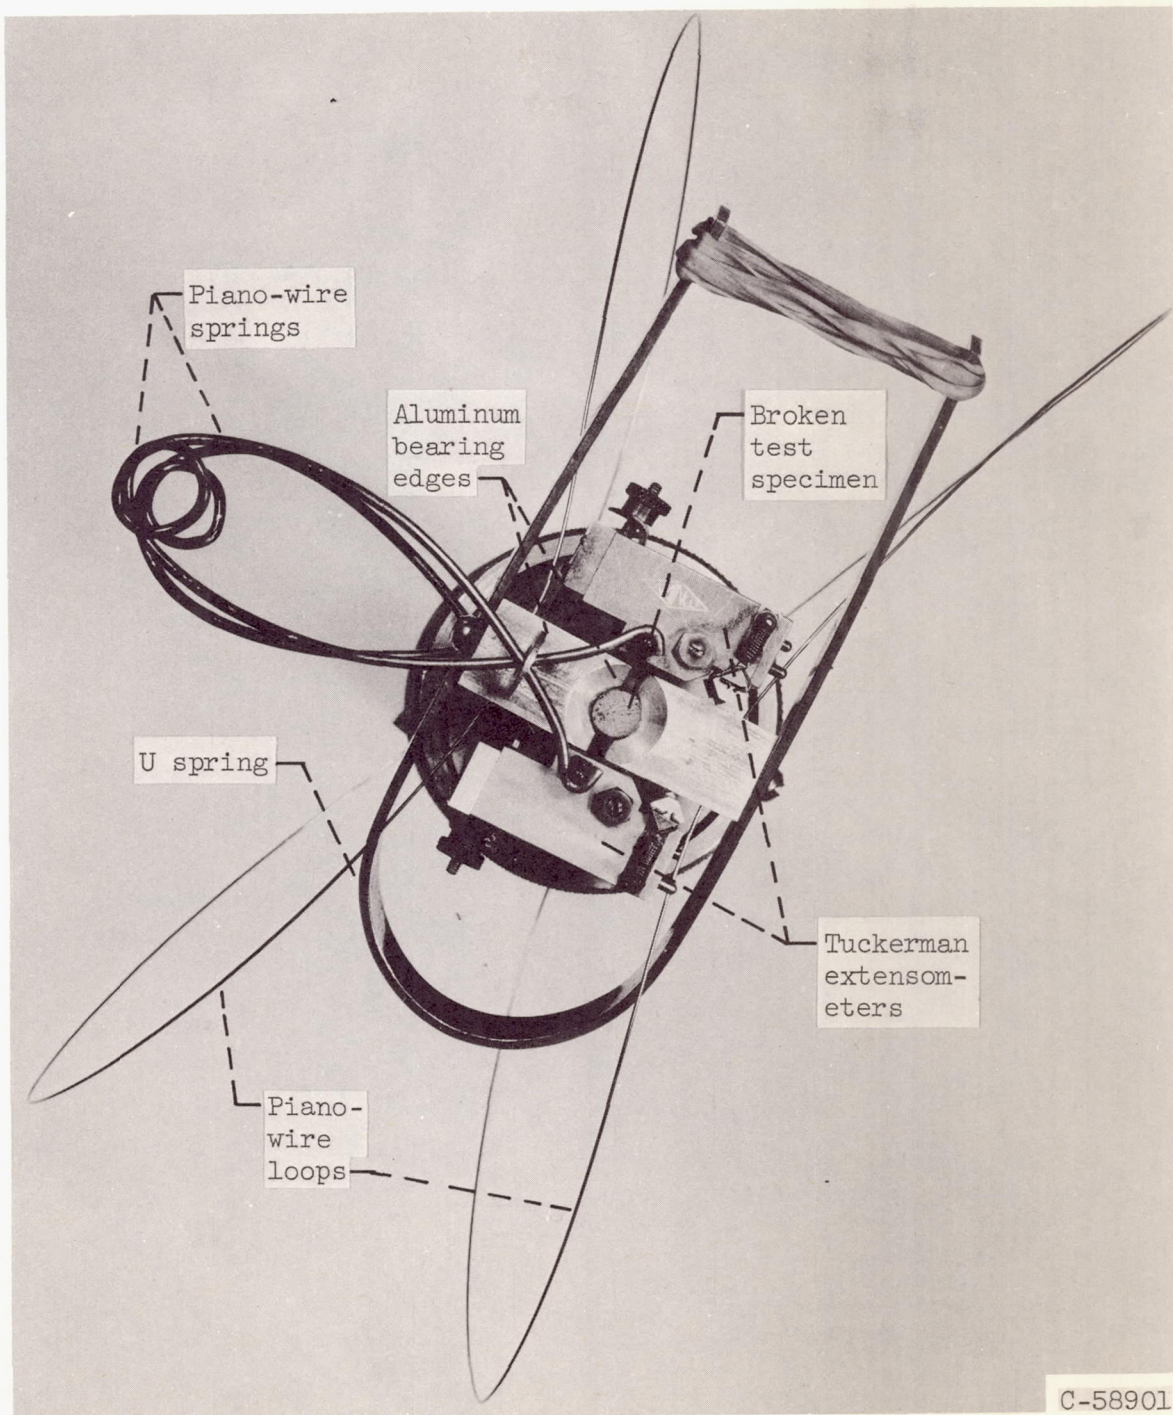 Piano-wire
springs
Aluminum
bearing
edges
Broken
test
specimen
U spring
Tuckerman
extensom-
eters
Piano-
wire
loops
C-58901